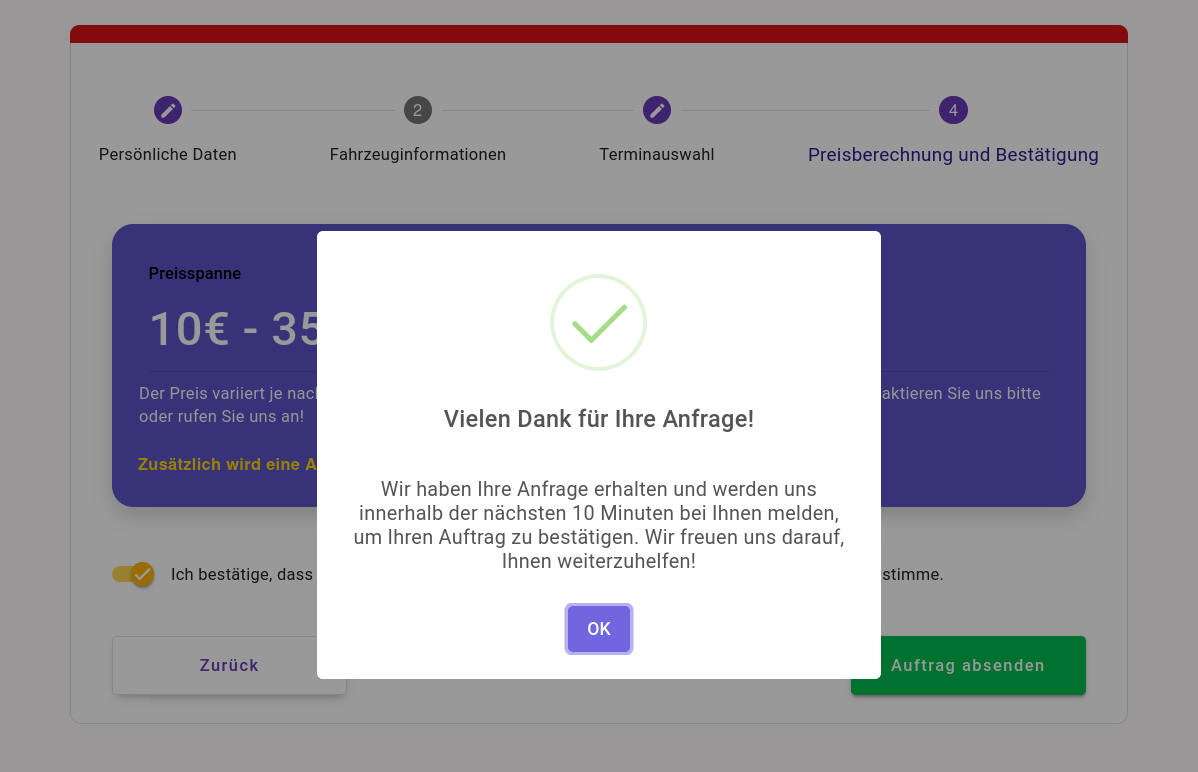 2
4
Persönliche Daten
Fahrzeuginformationen
Terminauswahl
Preisberechnung und Bestätigung
Preisspanne
10€ - 35
Der Preis variiert je nach
aktieren Sie uns bitte
oder rufen Sie uns an!
Zusätzlich wird eine
Vielen Dank für Ihre Anfrage!
Wir haben Ihre Anfrage erhalten und werden uns
innerhalb der nächsten 10 Minuten bei Ihnen melden,
um Ihren Auftrag zu bestätigen. Wir freuen uns darauf,
Ihnen weiterzuhelfen!
OK
Ich bestätige, dass
stimme.
Zurück
Auftrag absenden